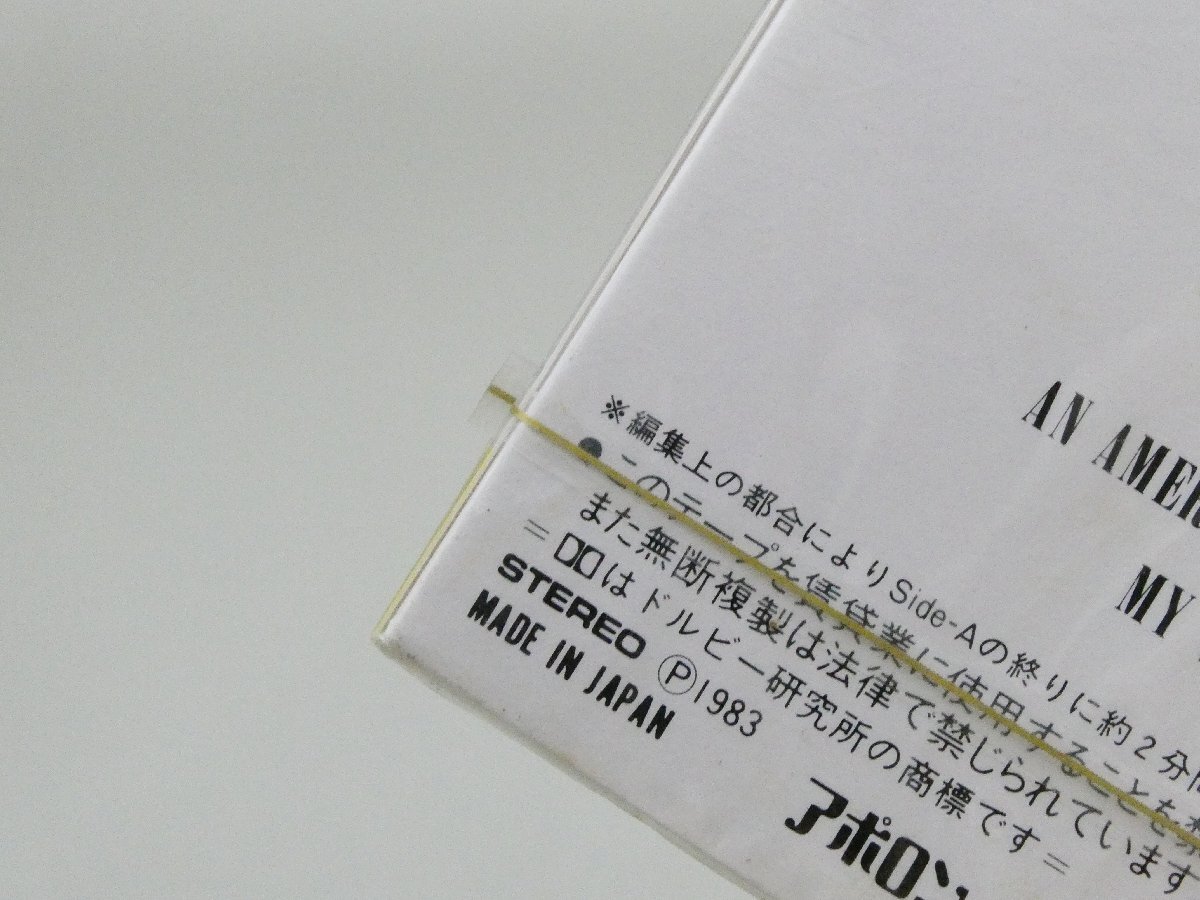 AN AMER
MY
※編集上の都合によりSide-Aの終りに約2分間
●このテープを賃貸業に使用することを禁
また無断複製は法律で禁じられています
=はドルビー研究所の商標です=
STEREO Ⓟ1983
MADE IN JAPAN
アポロン